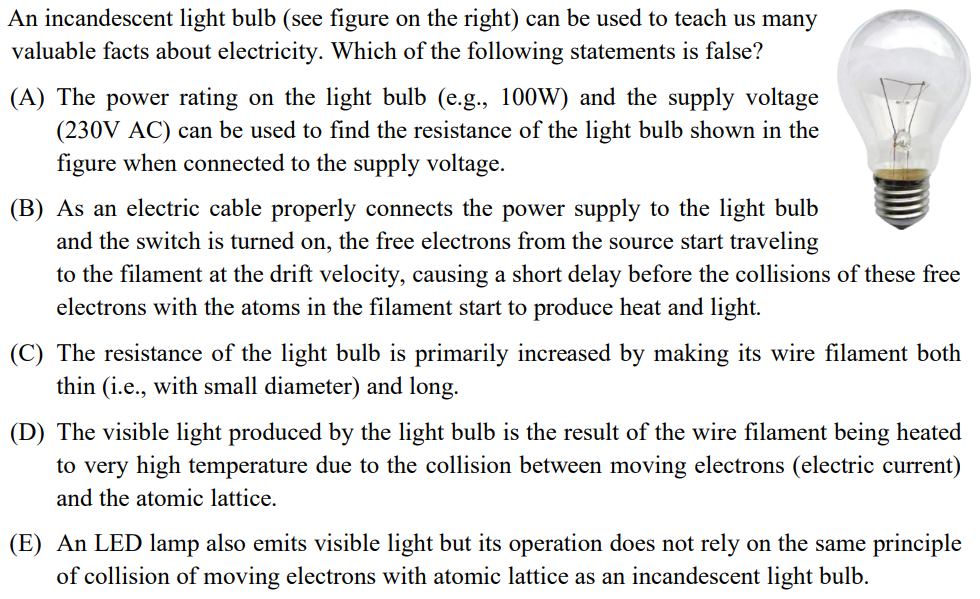 An incandescent light bulb (see figure on the right) can be used to teach us many
valuable facts about electricity. Which of the following statements is false?
(A) The power rating on the light bulb (e.g., 100W) and the supply voltage
(230V AC) can be used to find the resistance of the light bulb shown in the
figure when connected to the supply voltage.
(B) As an electric cable properly connects the power supply to the light bulb
and the switch is turned on, the free electrons from the source start traveling
to the filament at the drift velocity, causing a short delay before the collisions of these free
electrons with the atoms in the filament start to produce heat and light.
(C) The resistance of the light bulb is primarily increased by making its wire filament both
thin (i.e., with small diameter) and long.
(D) The visible light produced by the light bulb is the result of the wire filament being heated
to very high temperature due to the collision between moving electrons (electric current)
and the atomic lattice.
(E) An LED lamp also emits visible light but its operation does not rely on the same principle
of collision of moving electrons with atomic lattice as an incandescent light bulb.